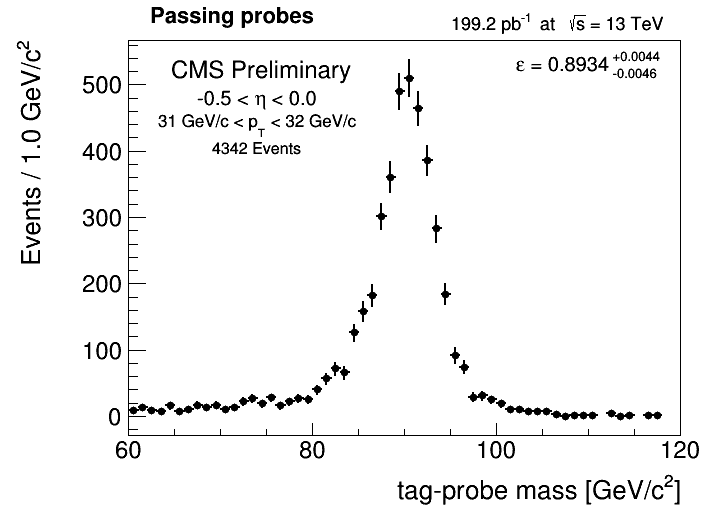 Passing probes
199.2 pb⁻¹ at √s = 13 TeV
CMS Preliminary
-0.5 < η < 0.0
31 GeV/c < p_T < 32 GeV/c
4342 Events
ε = 0.8934 +0.0044 -0.0046
Events / 1.0 GeV/c²
500
400
300
200
100
0
60 80 100 120
tag-probe mass [GeV/c²]